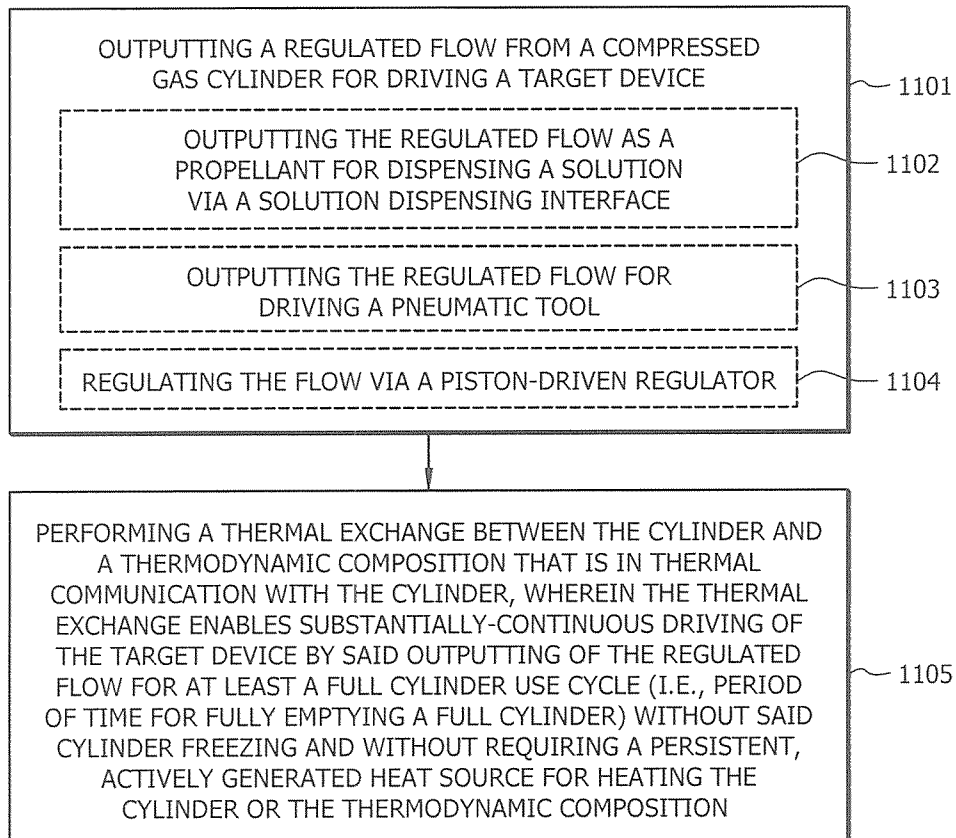 OUTPUTTING A REGULATED FLOW FROM A COMPRESSED
GAS CYLINDER FOR DRIVING A TARGET DEVICE
1101
OUTPUTTING THE REGULATED FLOW AS A
PROPELLANT FOR DISPENSING A SOLUTION
VIA A SOLUTION DISPENSING INTERFACE
1102
OUTPUTTING THE REGULATED FLOW FOR
DRIVING A PNEUMATIC TOOL
1103
REGULATING THE FLOW VIA A PISTON-DRIVEN REGULATOR
1104
PERFORMING A THERMAL EXCHANGE BETWEEN THE CYLINDER AND
A THERMODYNAMIC COMPOSITION THAT IS IN THERMAL
COMMUNICATION WITH THE CYLINDER, WHEREIN THE THERMAL
EXCHANGE ENABLES SUBSTANTIALLY-CONTINUOUS DRIVING OF
THE TARGET DEVICE BY SAID OUTPUTTING OF THE REGULATED
FLOW FOR AT LEAST A FULL CYLINDER USE CYCLE (I.E., PERIOD
OF TIME FOR FULLY EMPTYING A FULL CYLINDER) WITHOUT SAID
CYLINDER FREEZING AND WITHOUT REQUIRING A PERSISTENT,
ACTIVELY GENERATED HEAT SOURCE FOR HEATING THE
CYLINDER OR THE THERMODYNAMIC COMPOSITION
1105